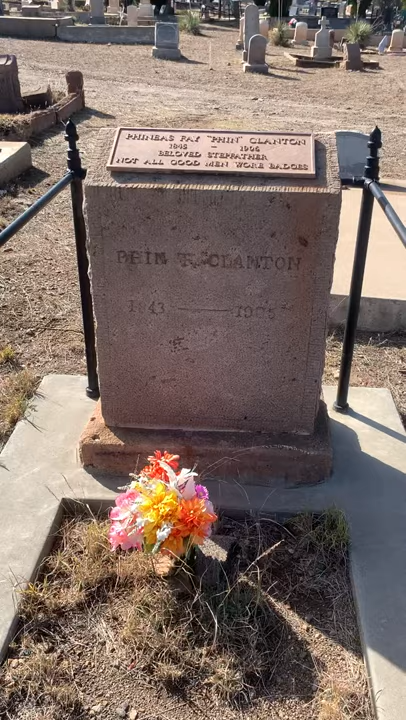 PHINEAS FAY "PHIN" CLANTON
1845 - 1906
BELOVED STEPFATHER
NOT ALL GOOD MEN WORE BADGES
PHIN F. CLANTON
1843 — 1905